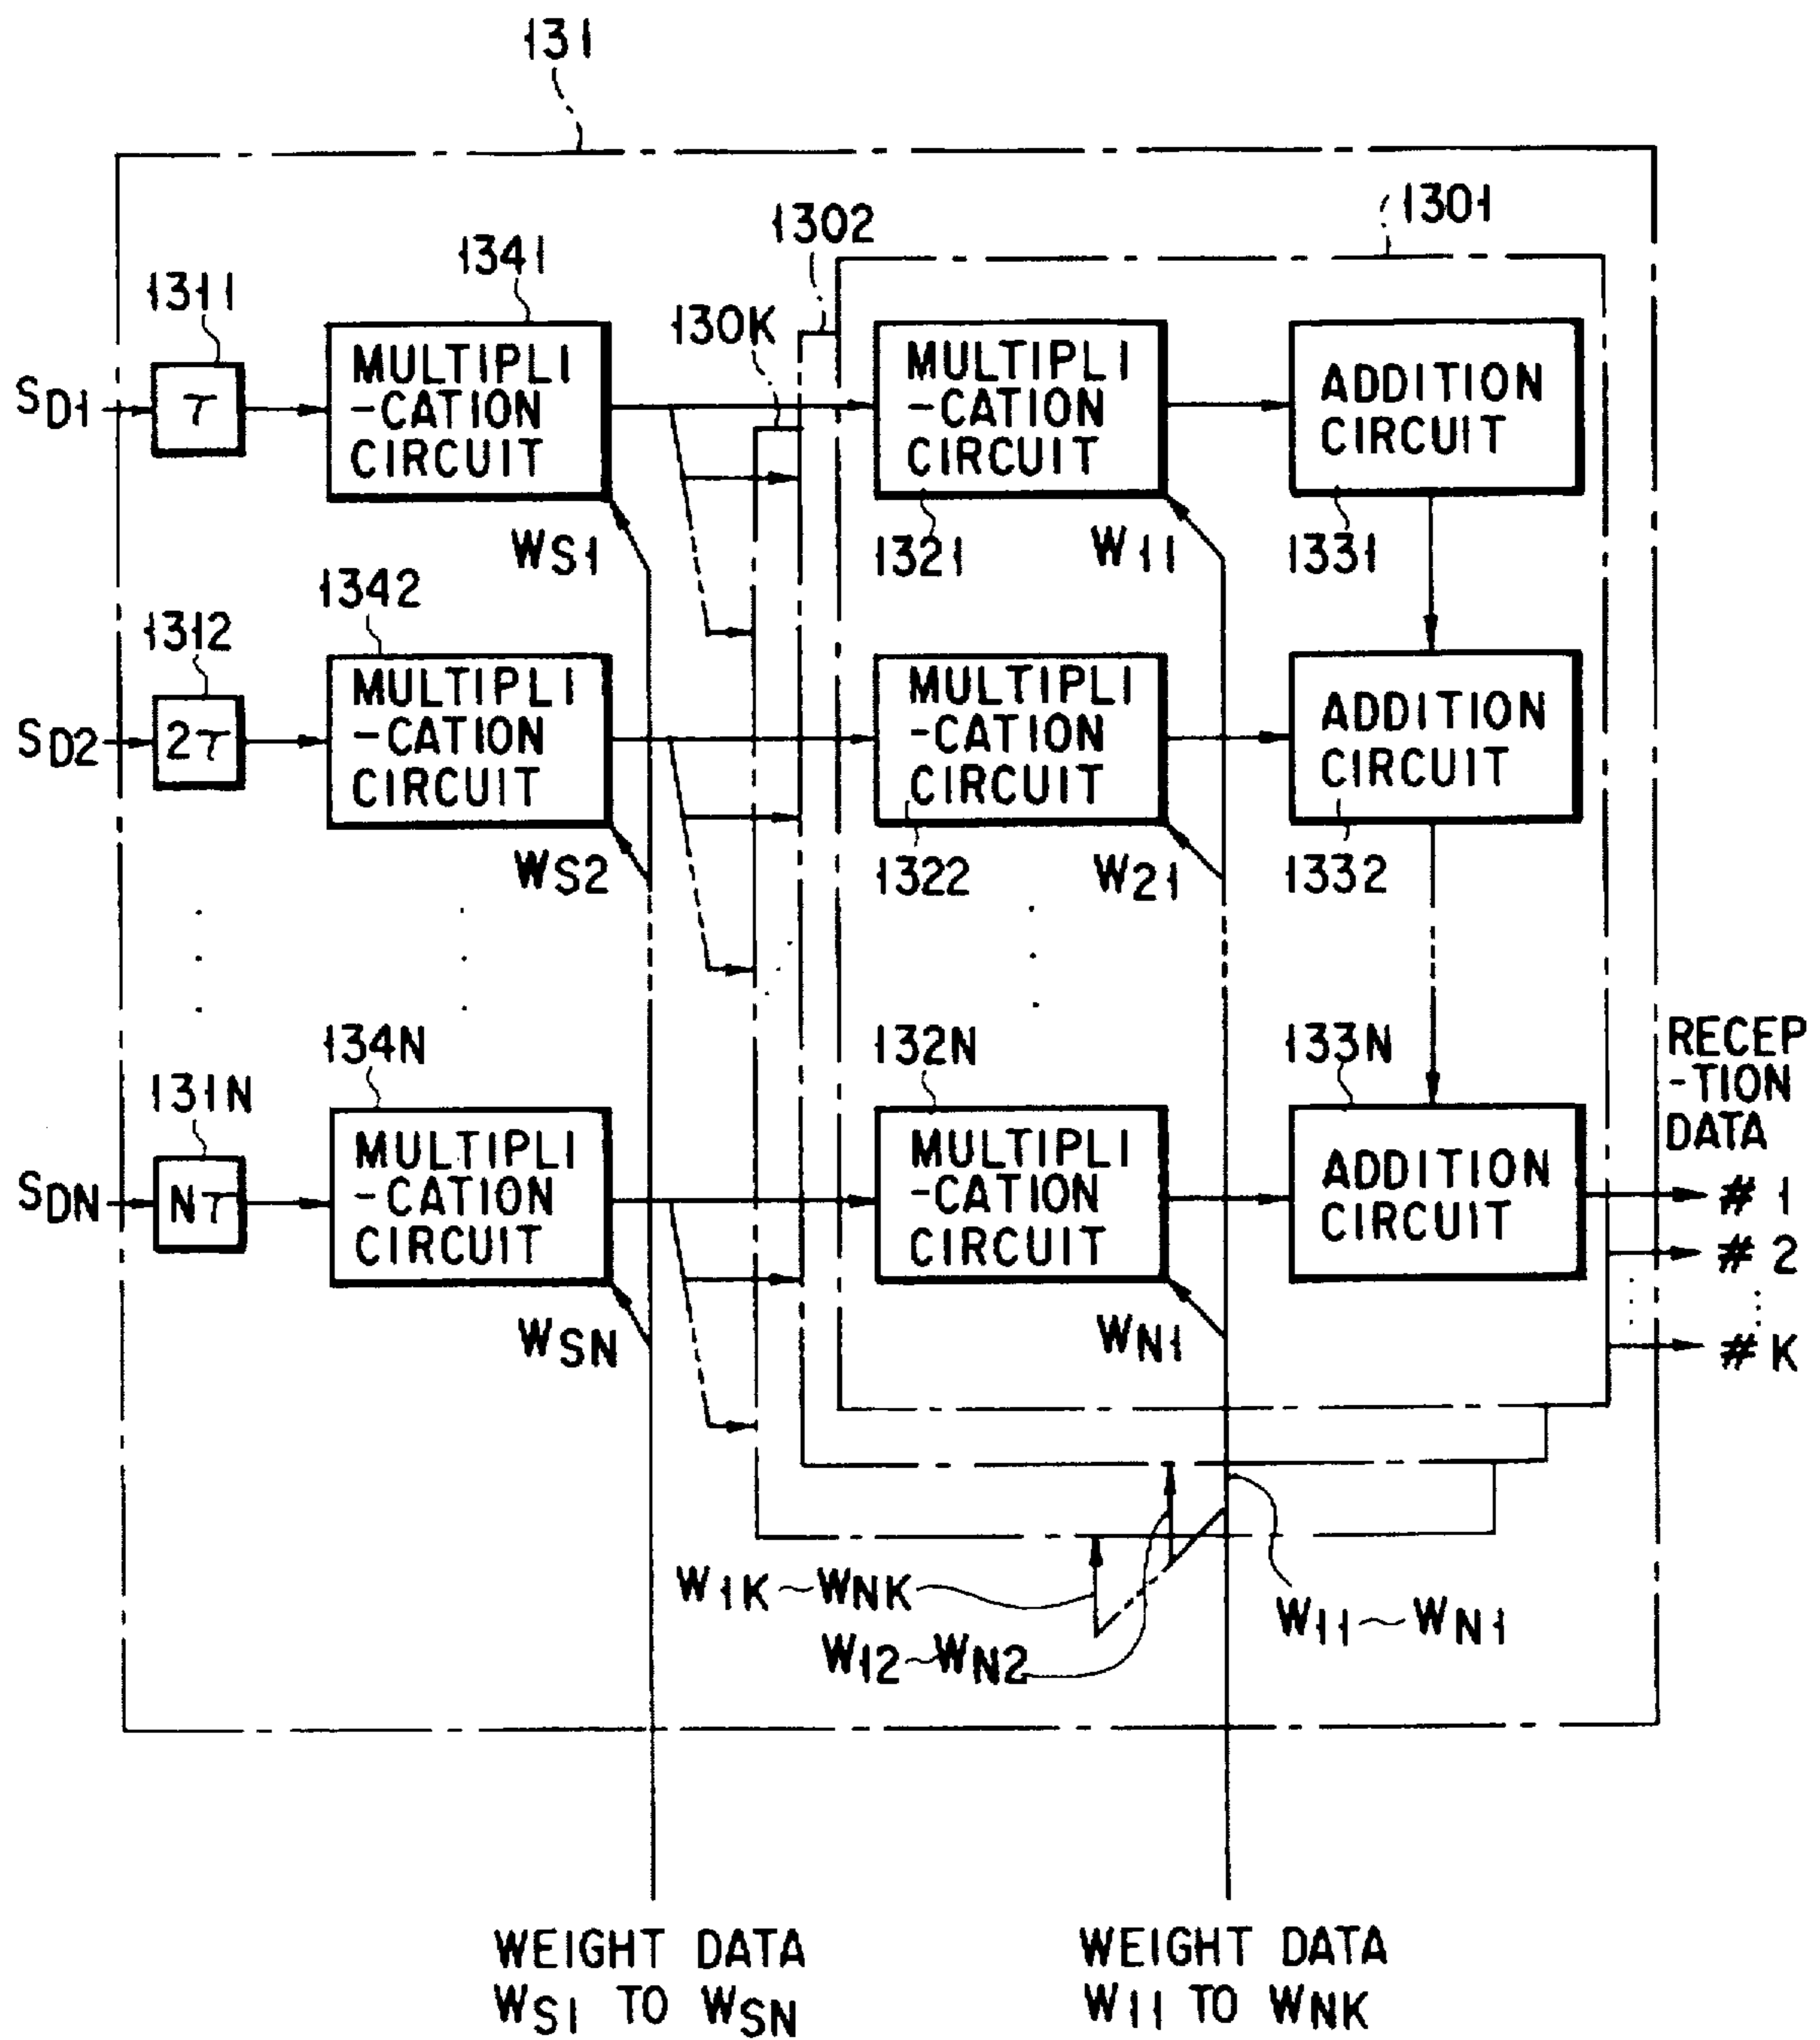 131
1301
1302
1341
1311
130K
SD1
τ
MULTIPLI
-CATION
CIRCUIT
MULTIPLI
-CATION
CIRCUIT
ADDITION
CIRCUIT
WS1
1321
W11
1331
1342
1312
SD2
2τ
MULTIPLI
-CATION
CIRCUIT
MULTIPLI
-CATION
CIRCUIT
ADDITION
CIRCUIT
WS2
1322
W21
1332
134N
132N
133N
131N
RECEP
-TION
DATA
SDN
Nτ
MULTIPLI
-CATION
CIRCUIT
MULTIPLI
-CATION
CIRCUIT
ADDITION
CIRCUIT
# 1
# 2
# K
WSN
WN1
W1K~WNK
W11~WN1
W12~WN2
WEIGHT DATA
WS1 TO WSN
WEIGHT DATA
W11 TO WNK